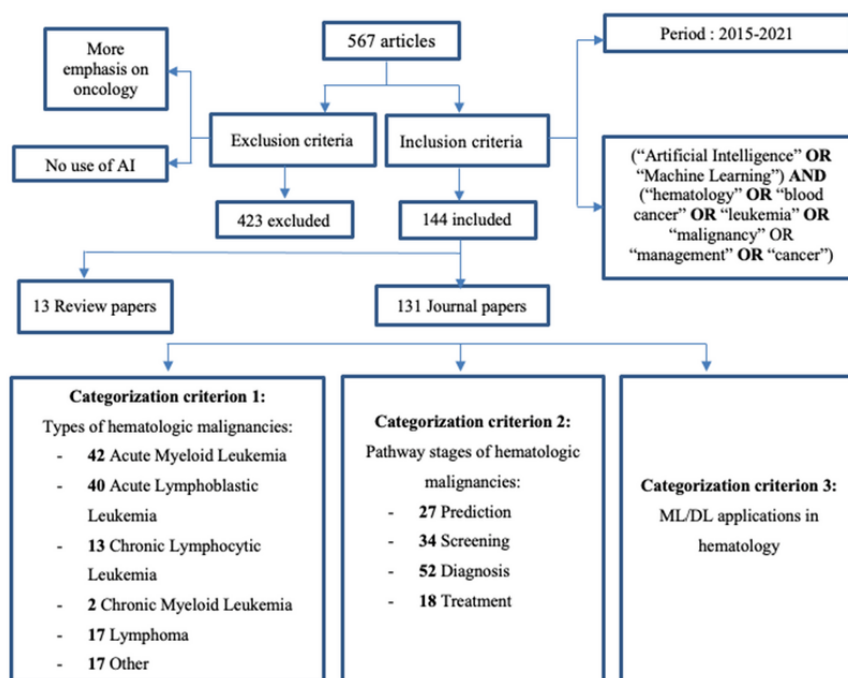 567 articles
Period : 2015-2021
More
emphasis on
oncology
Exclusion criteria
Inclusion criteria
No use of AI
(“Artificial Intelligence” OR
“Machine Learning”) AND
(“hematology” OR “blood
cancer” OR “leukemia” OR
“malignancy” OR
“management” OR “cancer”)
423 excluded
144 included
13 Review papers
131 Journal papers
Categorization criterion 1:
Types of hematologic malignancies:
- 42 Acute Myeloid Leukemia
- 40 Acute Lymphoblastic
Leukemia
- 13 Chronic Lymphocytic
Leukemia
- 2 Chronic Myeloid Leukemia
- 17 Lymphoma
- 17 Other
Categorization criterion 2:
Pathway stages of hematologic
malignancies:
- 27 Prediction
- 34 Screening
- 52 Diagnosis
- 18 Treatment
Categorization criterion 3:
ML/DL applications in
hematology